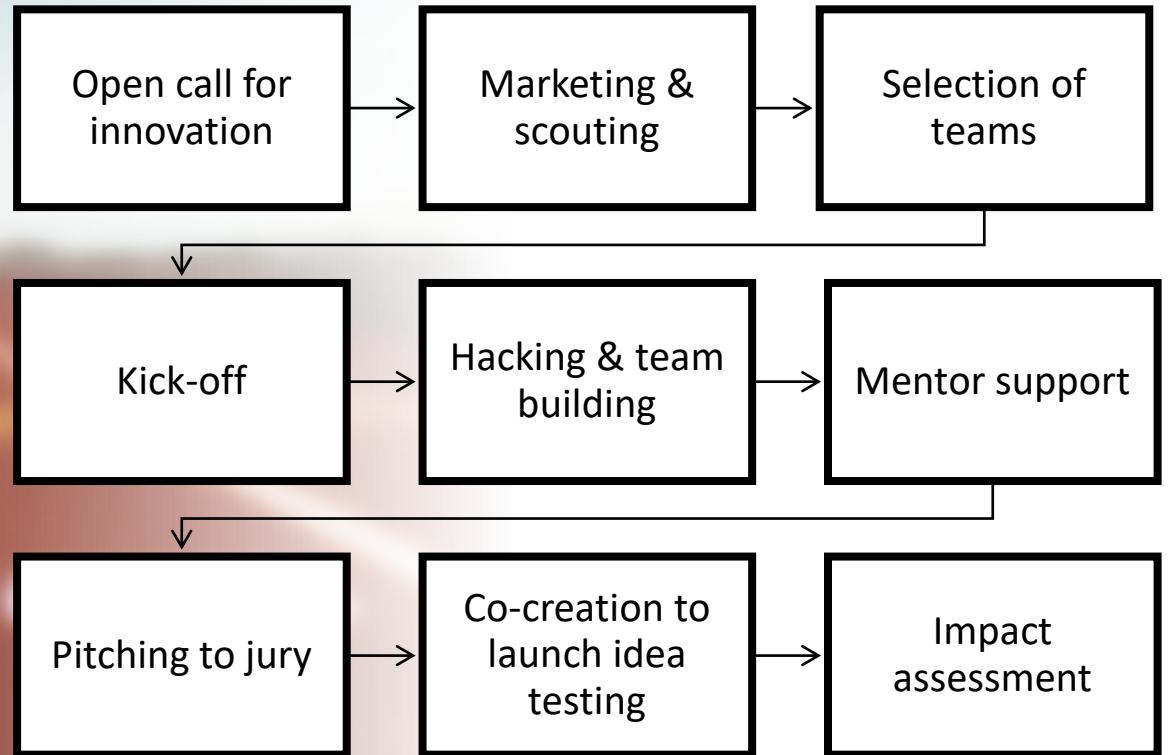 Open call for
innovation
Marketing &
scouting
Selection of
teams
Kick-off
Hacking & team
building
Mentor support
Pitching to jury
Co-creation to
launch idea
testing
Impact
assessment